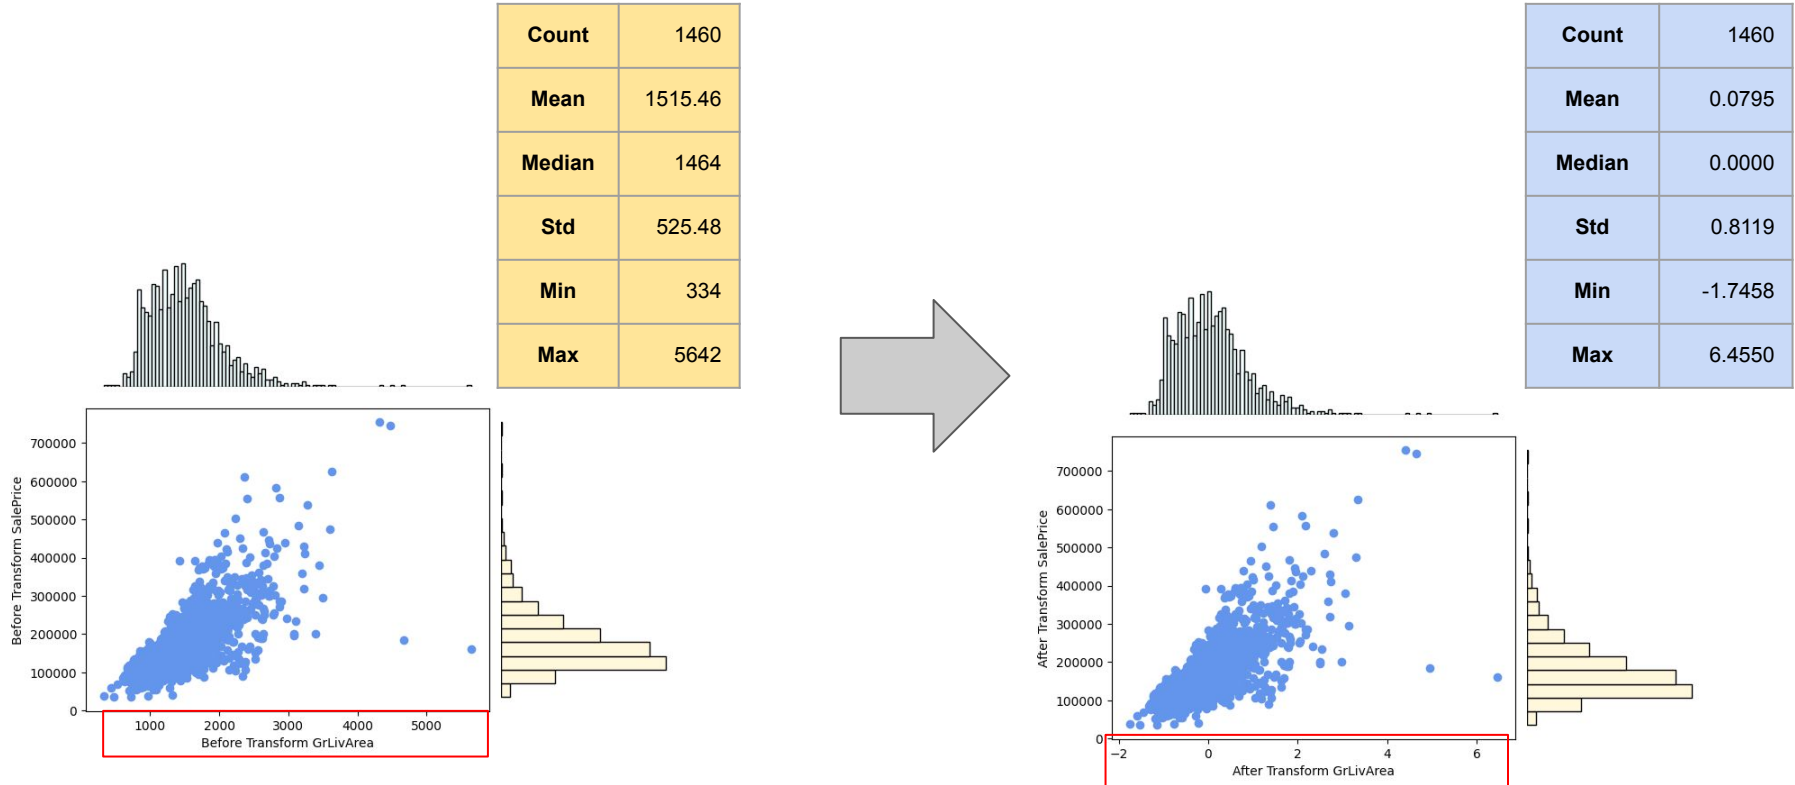 Count 1460
Mean 1515.46
Median 1464
Std 525.48
Min 334
Max 5642
Before Transform SalePrice
700000
600000
500000
400000
300000
200000
100000
0
1000 2000 3000 4000 5000
Before Transform GrLivArea
Count 1460
Mean 0.0795
Median 0.0000
Std 0.8119
Min -1.7458
Max 6.4550
After Transform SalePrice
700000
600000
500000
400000
300000
200000
100000
0
−2 0 2 4 6
After Transform GrLivArea